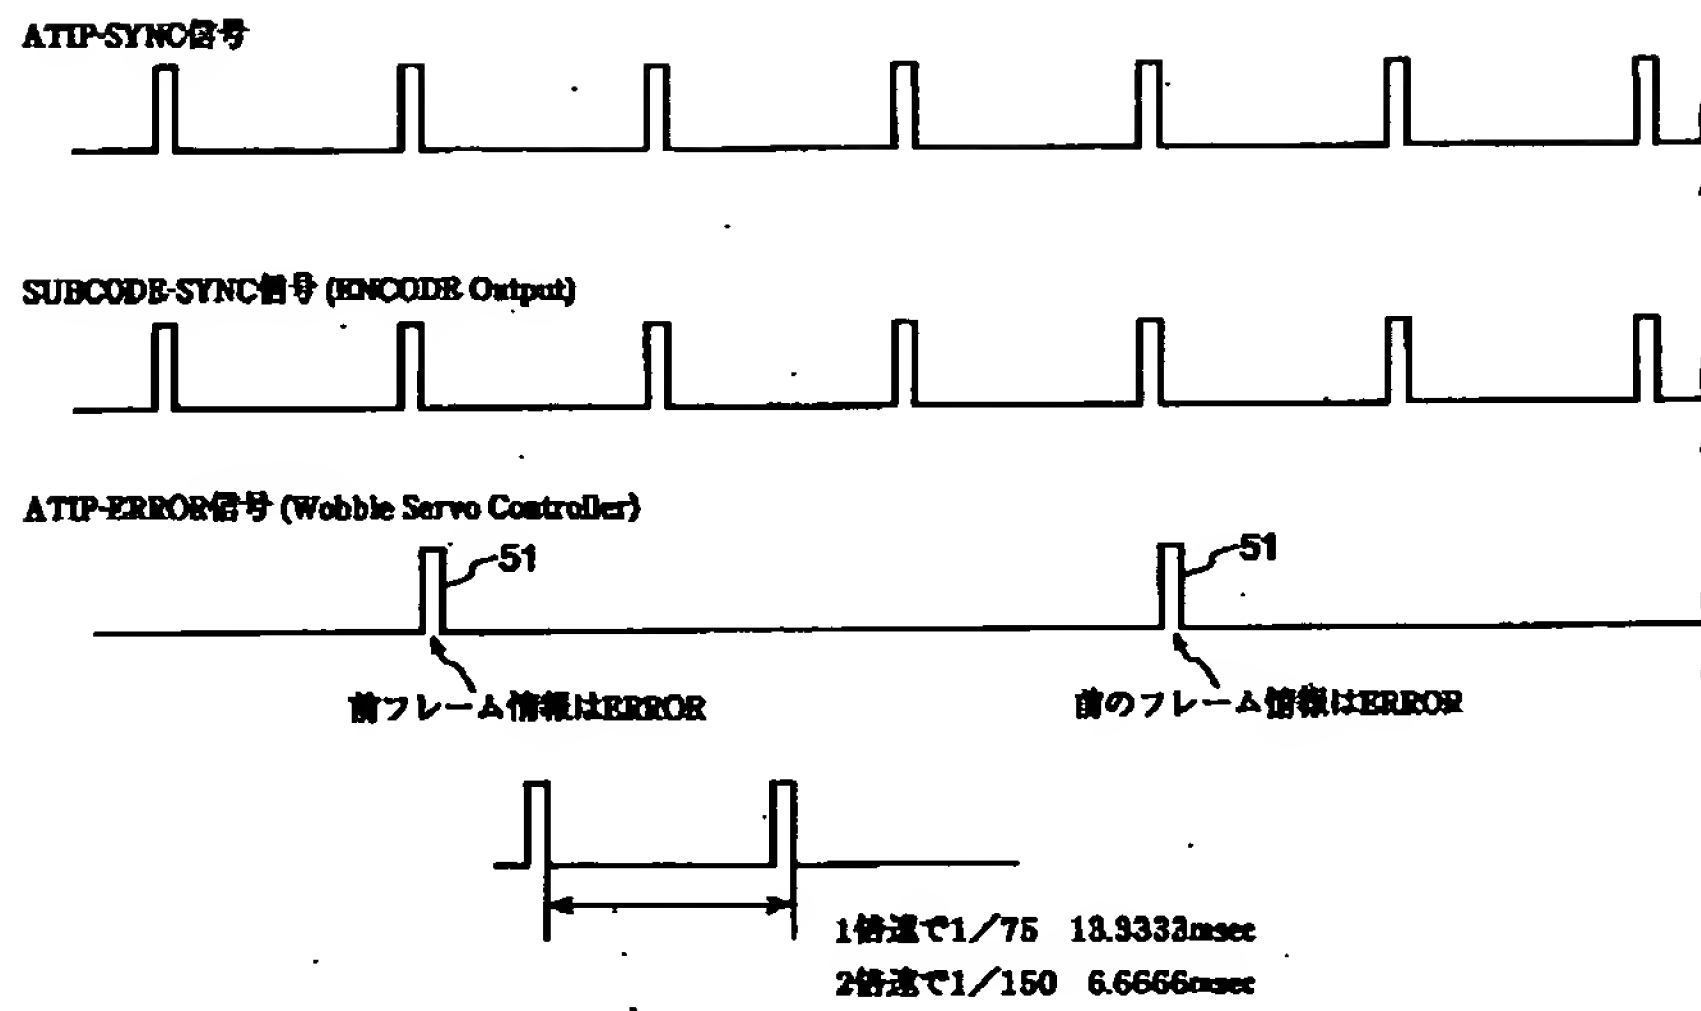 ATIP-SYNC信号
SUBCODE-SYNC信号 (ENCODE Output)
ATIP-ERROR信号 (Wobble Servo Controller)
51
51
前フレーム情報はERROR
前のフレーム情報はERROR
1倍速で1/75 13.3333msec
2倍速で1/150 6.6666msec